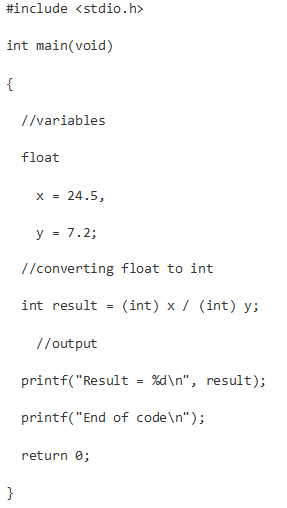 #include <stdio.h>
int main(void)
{
//variables
float
x = 24.5,
y = 7.2;
//converting float to int
int result = (int) x / (int) y;
//output
printf("Result = %d\n", result);
printf("End of code\n");
return 0;
}